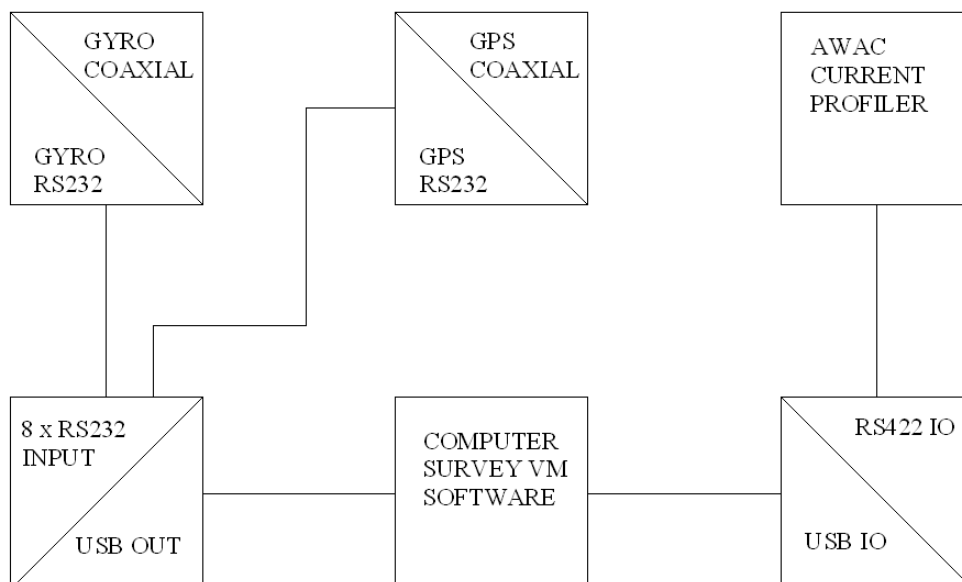 GYRO
COAXIAL
GYRO
RS232
GPS
COAXIAL
GPS
RS232
AWAC
CURRENT
PROFILER
8 x RS232
INPUT
USB OUT
COMPUTER
SURVEY VM
SOFTWARE
RS422 IO
USB IO